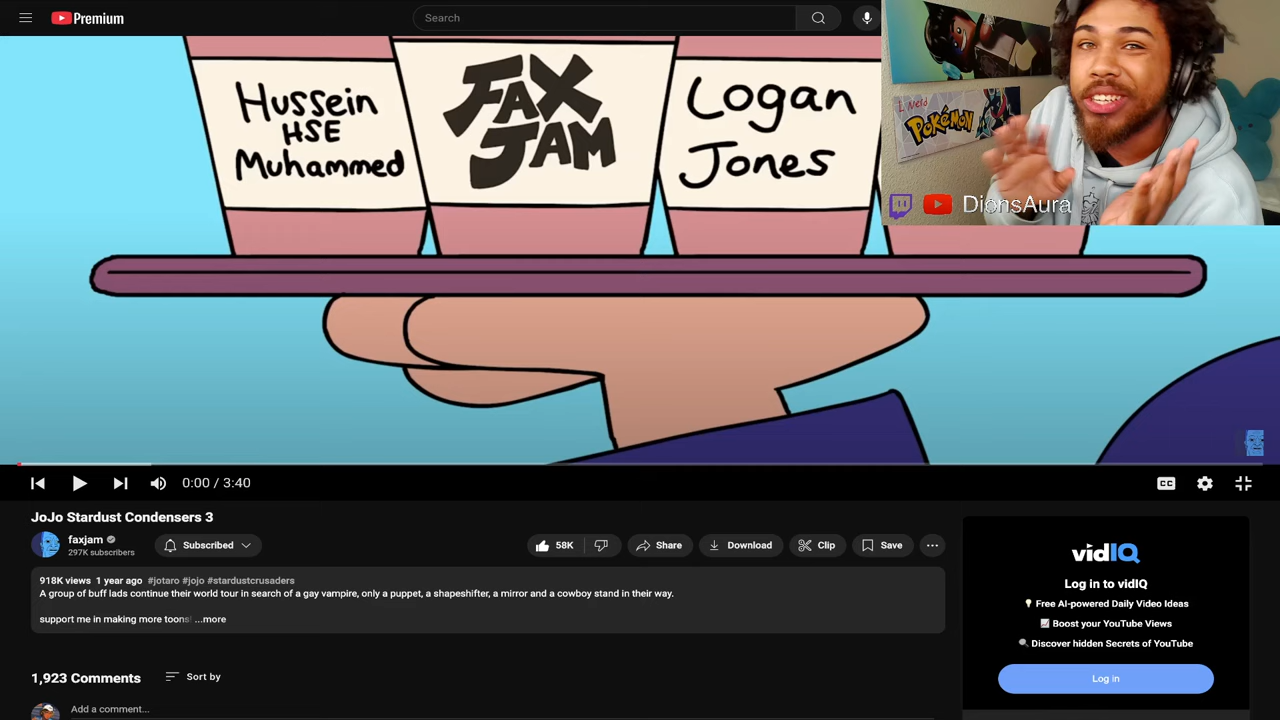 Premium
Search
Hussein
HSE
Muhammed
FAX
JAM
Logan
Jones
Pokémon
DionsAura
0:00 / 3:40
CC
JoJo Stardust Condensers 3
faxjam
297K subscribers
Subscribed
58K
Share
Download
Clip
Save
918K views 1 year ago #jotaro #jojo #stardustcrusaders
A group of buff lads continue their world tour in search of a gay vampire, only a puppet, a shapeshifter, a mirror and a cowboy stand in their way.
support me in making more toons! ...more
1,923 Comments
Sort by
Add a comment...
vidIQ
Log in to vidIQ
Free AI-powered Daily Video Ideas
Boost your YouTube Views
Discover hidden Secrets of YouTube
Log in